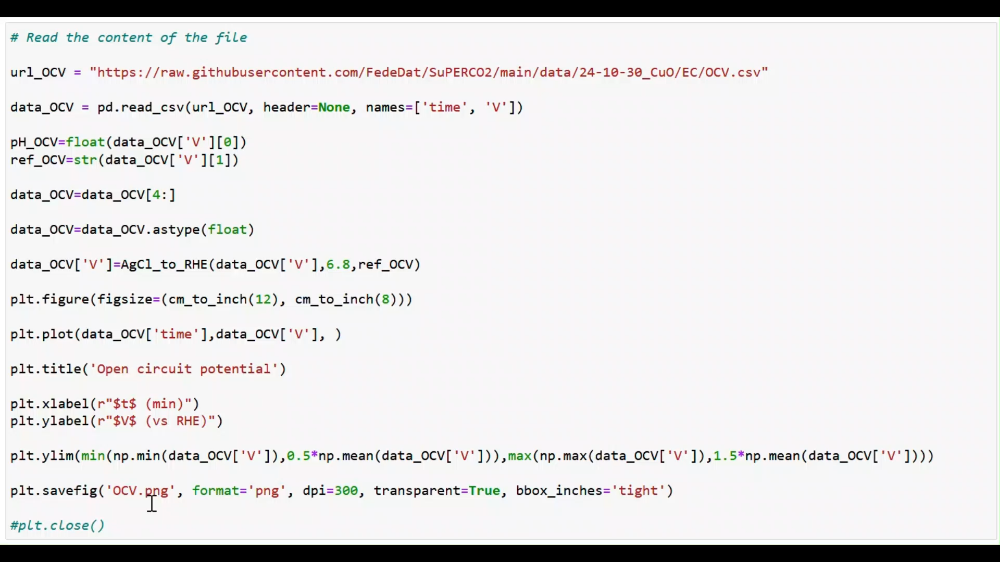 # Read the content of the file
url_OCV = "https://raw.githubusercontent.com/FedeDat/SuPERCO2/main/data/24-10-30_CuO/EC/OCV.csv"
data_OCV = pd.read_csv(url_OCV, header=None, names=['time', 'V'])
pH_OCV=float(data_OCV['V'][0])
ref_OCV=str(data_OCV['V'][1])
data_OCV=data_OCV[4:]
data_OCV=data_OCV.astype(float)
data_OCV['V']=AgCl_to_RHE(data_OCV['V'],6.8,ref_OCV)
plt.figure(figsize=(cm_to_inch(12), cm_to_inch(8)))
plt.plot(data_OCV['time'],data_OCV['V'], )
plt.title('Open circuit potential')
plt.xlabel(r"$t$ (min)")
plt.ylabel(r"$V$ (vs RHE)")
plt.ylim(min(np.min(data_OCV['V']),0.5*np.mean(data_OCV['V'])),max(np.max(data_OCV['V']),1.5*np.mean(data_OCV['V'])))
plt.savefig('OCV.png', format='png', dpi=300, transparent=True, bbox_inches='tight')
#plt.close()